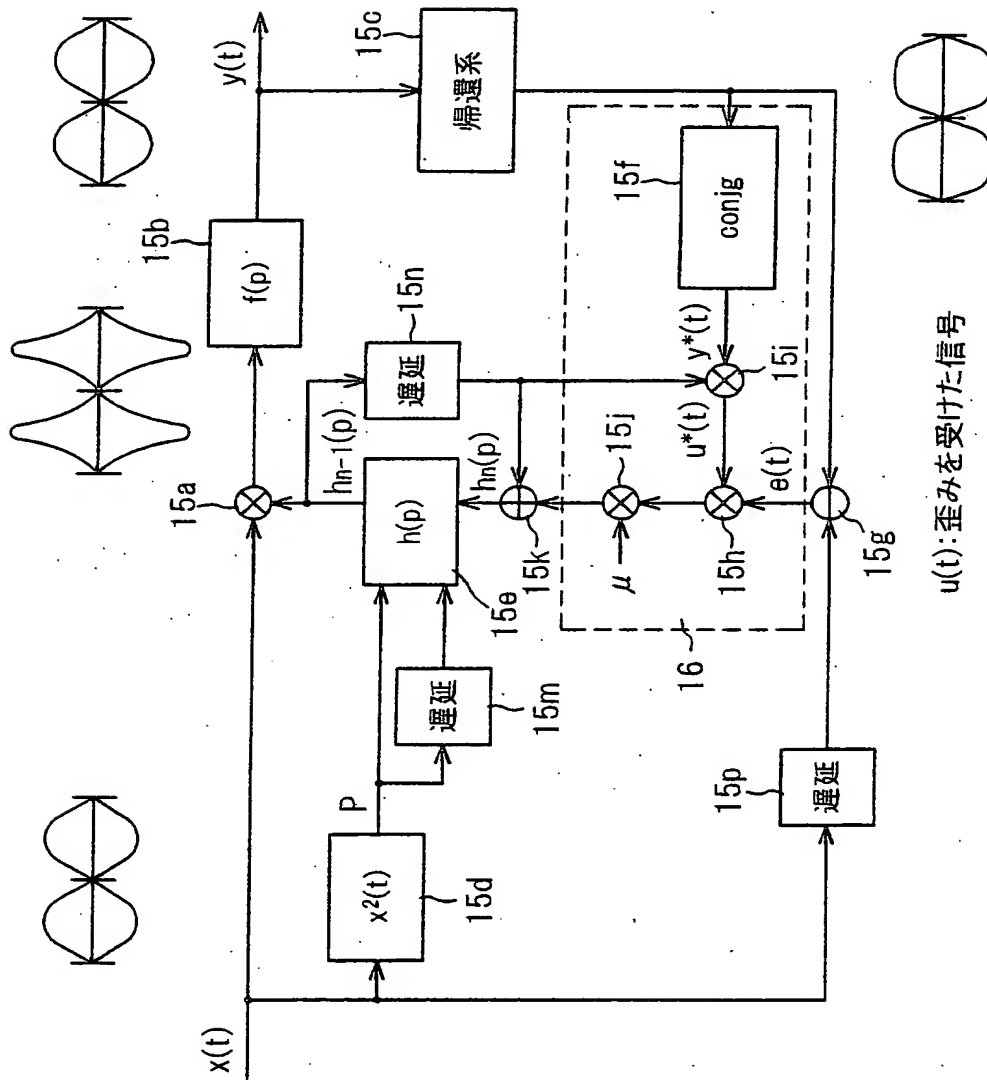 x(t)
x²(t)
15d
P
遅延
15m
15a
hn-1(p)
h(p)
15e
hn(p)
15k
遅延
15n
f(p)
15b
y(t)
帰還系
15c
conjg
15f
y*(t)
15i
u*(t)
15h
15j
μ
16
e(t)
15g
遅延
15p
u(t):歪みを受けた信号